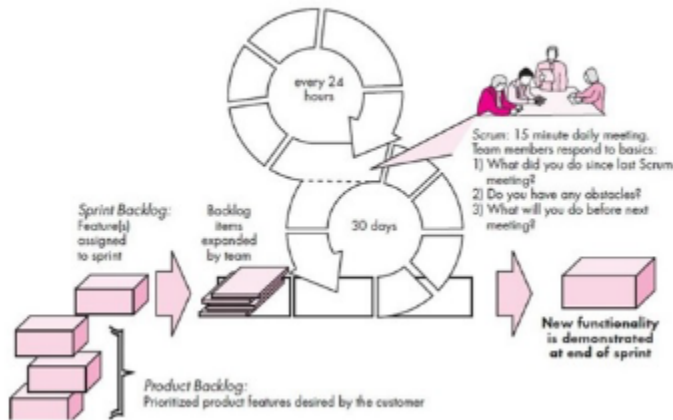 every 24
hours
Scrum: 15 minute daily meeting.
Team members respond to basics:
1) What did you do since last Scrum
meeting?
2) Do you have any obstacles?
3) What will you do before next
meeting?
Sprint Backlog:
Feature(s)
assigned
to sprint
Backlog
items
expanded
by team
30 days
New functionality
is demonstrated
at end of sprint
Product Backlog:
Prioritized product features desired by the customer